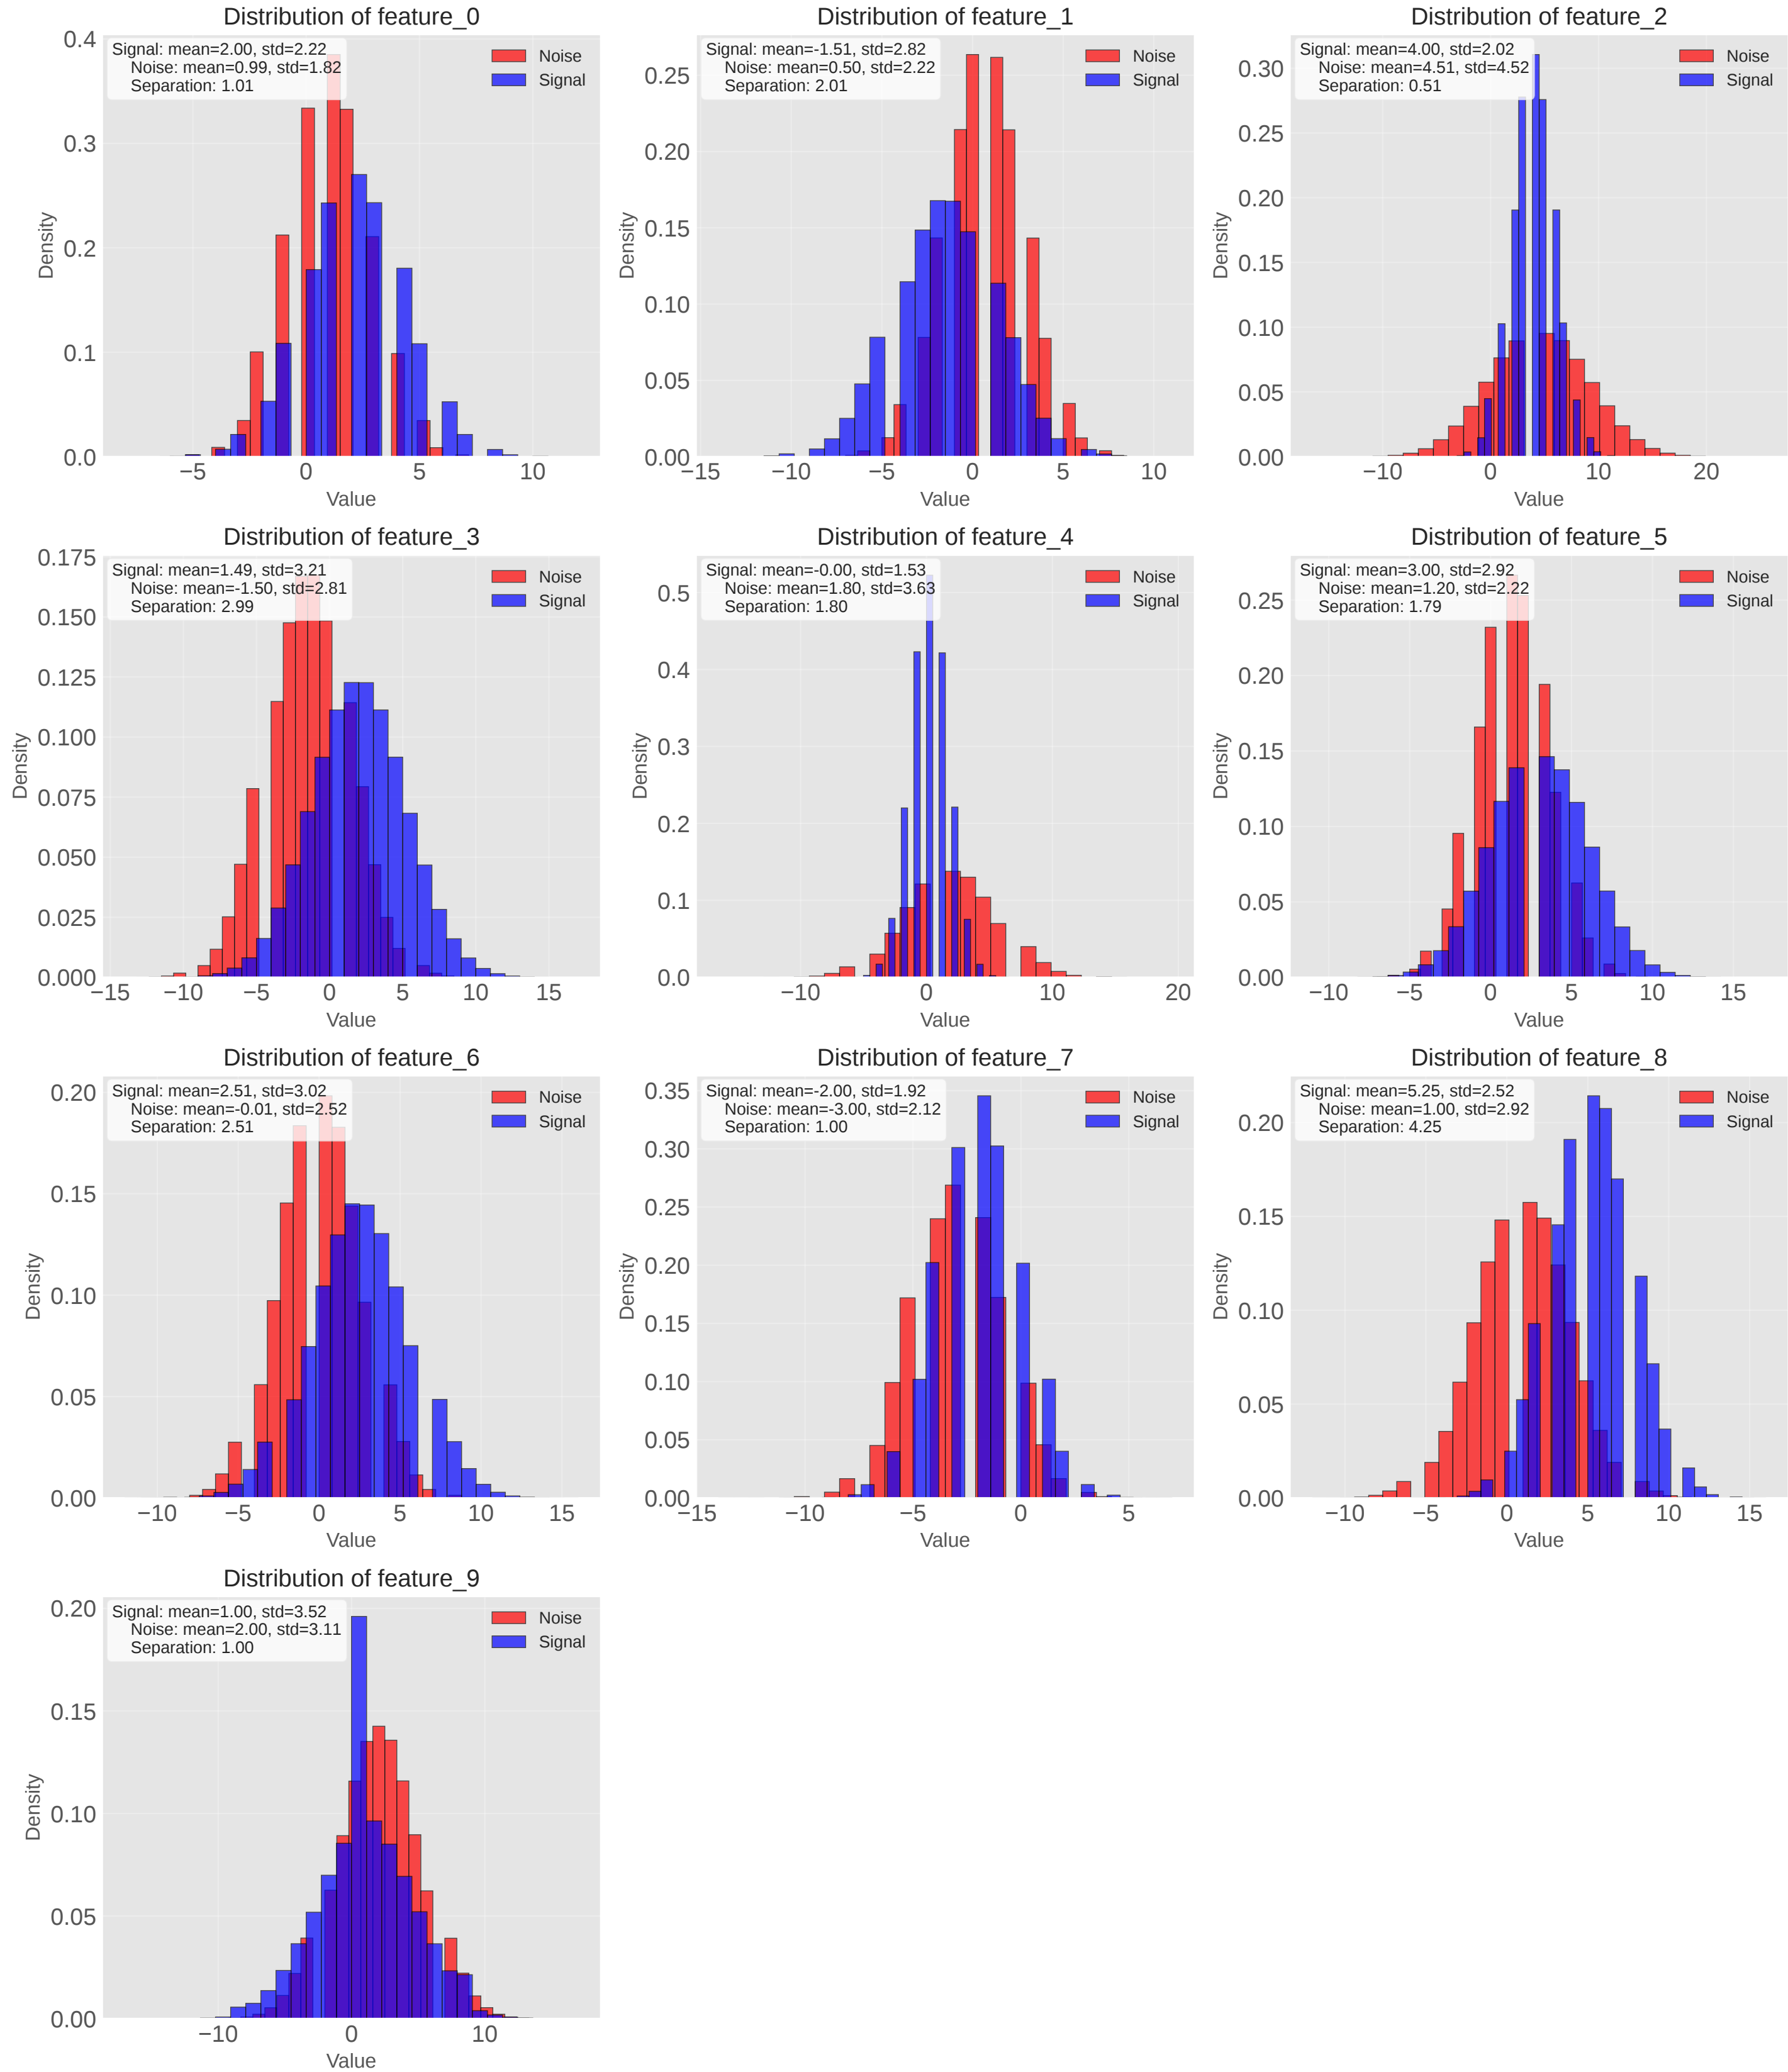 Distribution of feature_0
Signal: mean=2.00, std=2.22
Noise: mean=0.99, std=1.82
Separation: 1.01
Noise
Signal
0.4
0.3
0.2
0.1
0.0
Density
−5 0 5 10
Value
Distribution of feature_1
Signal: mean=-1.51, std=2.82
Noise: mean=0.50, std=2.22
Separation: 2.01
Noise
Signal
0.25
0.20
0.15
0.10
0.05
0.00
Density
−15 −10 −5 0 5 10
Value
Distribution of feature_2
Signal: mean=4.00, std=2.02
Noise: mean=4.51, std=4.52
Separation: 0.51
Noise
Signal
0.30
0.25
0.20
0.15
0.10
0.05
0.00
Density
−10 0 10 20
Value
Distribution of feature_3
Signal: mean=1.49, std=3.21
Noise: mean=-1.50, std=2.81
Separation: 2.99
Noise
Signal
0.175
0.150
0.125
0.100
0.075
0.050
0.025
0.000
Density
−15 −10 −5 0 5 10 15
Value
Distribution of feature_4
Signal: mean=-0.00, std=1.53
Noise: mean=1.80, std=3.63
Separation: 1.80
Noise
Signal
0.5
0.4
0.3
0.2
0.1
0.0
Density
−10 0 10 20
Value
Distribution of feature_5
Signal: mean=3.00, std=2.92
Noise: mean=1.20, std=2.22
Separation: 1.79
Noise
Signal
0.25
0.20
0.15
0.10
0.05
0.00
Density
−10 −5 0 5 10 15
Value
Distribution of feature_6
Signal: mean=2.51, std=3.02
Noise: mean=-0.01, std=2.52
Separation: 2.51
Noise
Signal
0.20
0.15
0.10
0.05
0.00
Density
−10 −5 0 5 10 15
Value
Distribution of feature_7
Signal: mean=-2.00, std=1.92
Noise: mean=-3.00, std=2.12
Separation: 1.00
Noise
Signal
0.35
0.30
0.25
0.20
0.15
0.10
0.05
0.00
Density
−15 −10 −5 0 5
Value
Distribution of feature_8
Signal: mean=5.25, std=2.52
Noise: mean=1.00, std=2.92
Separation: 4.25
Noise
Signal
0.20
0.15
0.10
0.05
0.00
Density
−10 −5 0 5 10 15
Value
Distribution of feature_9
Signal: mean=1.00, std=3.52
Noise: mean=2.00, std=3.11
Separation: 1.00
Noise
Signal
0.20
0.15
0.10
0.05
0.00
Density
−10 0 10
Value